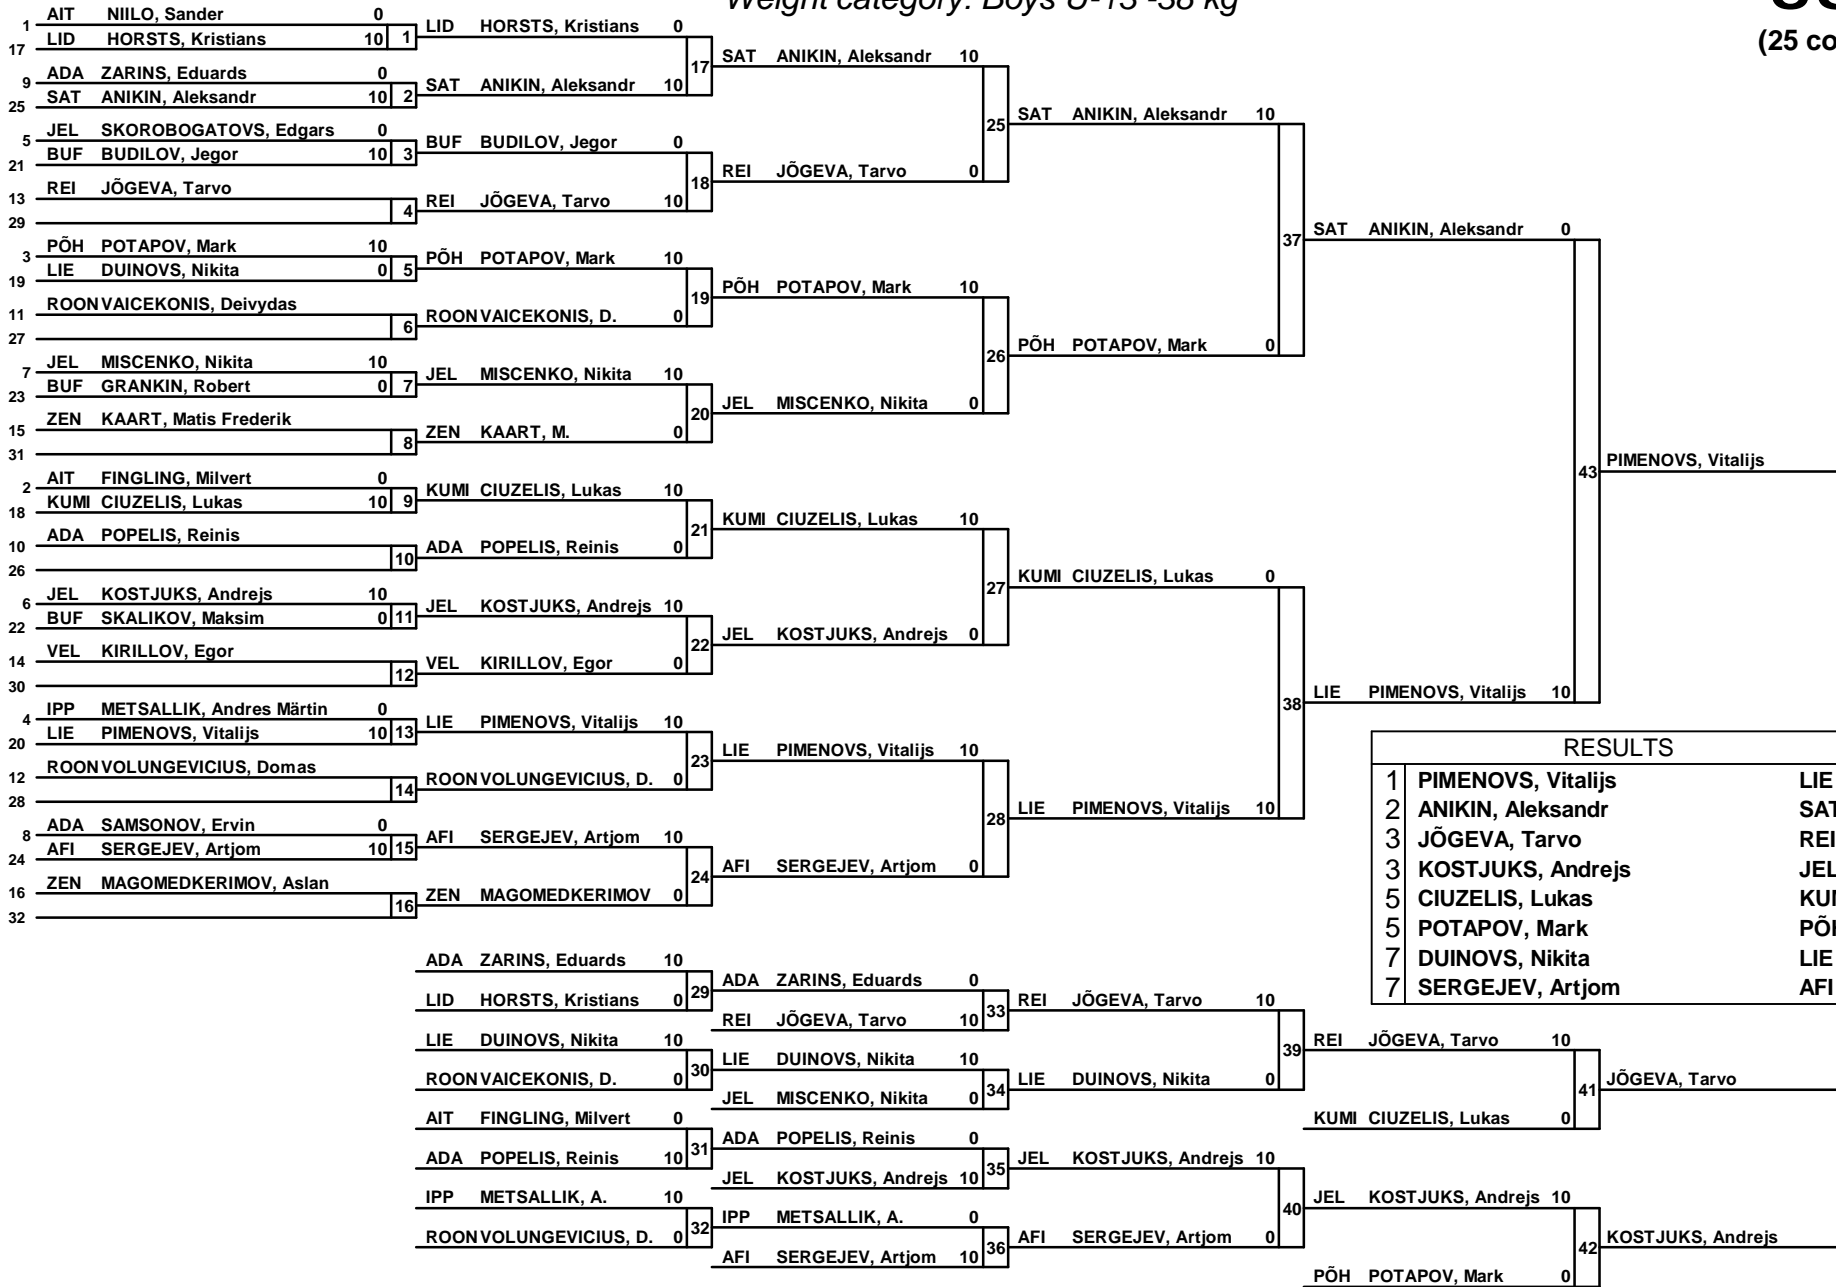 Weight category: Boys U-13 -38 kg
(25 co
1 AIT NIILO, Sander 0
17 LID HORSTS, Kristians 10 1
9 ADA ZARINS, Eduards 0
25 SAT ANIKIN, Aleksandr 10 2
5 JEL SKOROBOGATOVS, Edgars 0
21 BUF BUDILOV, Jegor 10 3
13 REI JÕGEVA, Tarvo
29 4
3 PÕH POTAPOV, Mark 10
19 LIE DUINOVS, Nikita 0 5
11 ROON VAICEKONIS, Deivydas
27 6
7 JEL MISCENKO, Nikita 10
23 BUF GRANKIN, Robert 0 7
15 ZEN KAART, Matis Frederik
31 8
2 AIT FINGLING, Milvert 0
18 KUMI CIUZELIS, Lukas 10 9
10 ADA POPELIS, Reinis
26 10
6 JEL KOSTJUKS, Andrejs 10
22 BUF SKALIKOV, Maksim 0 11
14 VEL KIRILLOV, Egor
30 12
4 IPP METSALLIK, Andres Märtin 0
20 LIE PIMENOVS, Vitalijs 10 13
12 ROON VOLUNGEVICIUS, Domas
28 14
8 ADA SAMSONOV, Ervin 0
24 AFI SERGEJEV, Artjom 10 15
16 ZEN MAGOMEDKERIMOV, Aslan
32 16
LID HORSTS, Kristians 0
17
SAT ANIKIN, Aleksandr 10
BUF BUDILOV, Jegor 0
18
REI JÕGEVA, Tarvo 10
PÕH POTAPOV, Mark 10
19
ROON VAICEKONIS, D. 0
JEL MISCENKO, Nikita 10
20
ZEN KAART, M. 0
KUMI CIUZELIS, Lukas 10
21
ADA POPELIS, Reinis 0
JEL KOSTJUKS, Andrejs 10
22
VEL KIRILLOV, Egor 0
LIE PIMENOVS, Vitalijs 10
23
ROON VOLUNGEVICIUS, D. 0
AFI SERGEJEV, Artjom 10
24
ZEN MAGOMEDKERIMOV 0
SAT ANIKIN, Aleksandr 10
25
REI JÕGEVA, Tarvo 0
PÕH POTAPOV, Mark 10
26
JEL MISCENKO, Nikita 0
KUMI CIUZELIS, Lukas 10
27
JEL KOSTJUKS, Andrejs 0
LIE PIMENOVS, Vitalijs 10
28
AFI SERGEJEV, Artjom 0
SAT ANIKIN, Aleksandr 10
37
PÕH POTAPOV, Mark 0
KUMI CIUZELIS, Lukas 0
38
LIE PIMENOVS, Vitalijs 10
SAT ANIKIN, Aleksandr 0
43
LIE PIMENOVS, Vitalijs 10
PIMENOVS, Vitalijs
RESULTS
1 PIMENOVS, Vitalijs LIE
2 ANIKIN, Aleksandr SAT
3 JÕGEVA, Tarvo REI
3 KOSTJUKS, Andrejs JEL
5 CIUZELIS, Lukas KUM
5 POTAPOV, Mark PÕH
7 DUINOVS, Nikita LIE
7 SERGEJEV, Artjom AFI
ADA ZARINS, Eduards 10
29
LID HORSTS, Kristians 0
LIE DUINOVS, Nikita 10
30
ROON VAICEKONIS, D. 0
AIT FINGLING, Milvert 0
31
ADA POPELIS, Reinis 10
IPP METSALLIK, A. 10
32
ROON VOLUNGEVICIUS, D. 0
ADA ZARINS, Eduards 0
33
REI JÕGEVA, Tarvo 10
LIE DUINOVS, Nikita 10
34
JEL MISCENKO, Nikita 0
ADA POPELIS, Reinis 0
35
JEL KOSTJUKS, Andrejs 10
IPP METSALLIK, A. 0
36
AFI SERGEJEV, Artjom 10
REI JÕGEVA, Tarvo 10
39
LIE DUINOVS, Nikita 0
JEL KOSTJUKS, Andrejs 10
40
AFI SERGEJEV, Artjom 0
REI JÕGEVA, Tarvo 10
41
KUMI CIUZELIS, Lukas 0
JEL KOSTJUKS, Andrejs 10
42
PÕH POTAPOV, Mark 0
JÕGEVA, Tarvo
KOSTJUKS, Andrejs